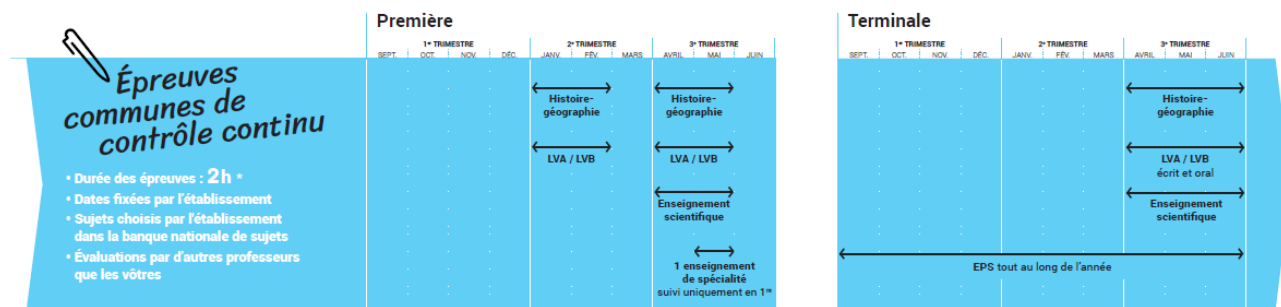 Épreuves
communes de
contrôle continu
• Durée des épreuves : 2h *
• Dates fixées par l'établissement
• Sujets choisis par l'établissement
dans la banque nationale de sujets
• Évaluations par d'autres professeurs
que les vôtres
Première
1er TRIMESTRE 2e TRIMESTRE 3e TRIMESTRE
SEPT. OCT. NOV. DÉC. JANV. FÉV. MARS AVRIL MAI JUIN
Histoire-
géographie
Histoire-
géographie
LVA / LVB
LVA / LVB
Enseignement
scientifique
1 enseignement
de spécialité
suivi uniquement en 1re
Terminale
1er TRIMESTRE 2e TRIMESTRE 3e TRIMESTRE
SEPT. OCT. NOV. DÉC. JANV. FÉV. MARS AVRIL MAI JUIN
Histoire-
géographie
LVA / LVB
écrit et oral
Enseignement
scientifique
EPS tout au long de l'année